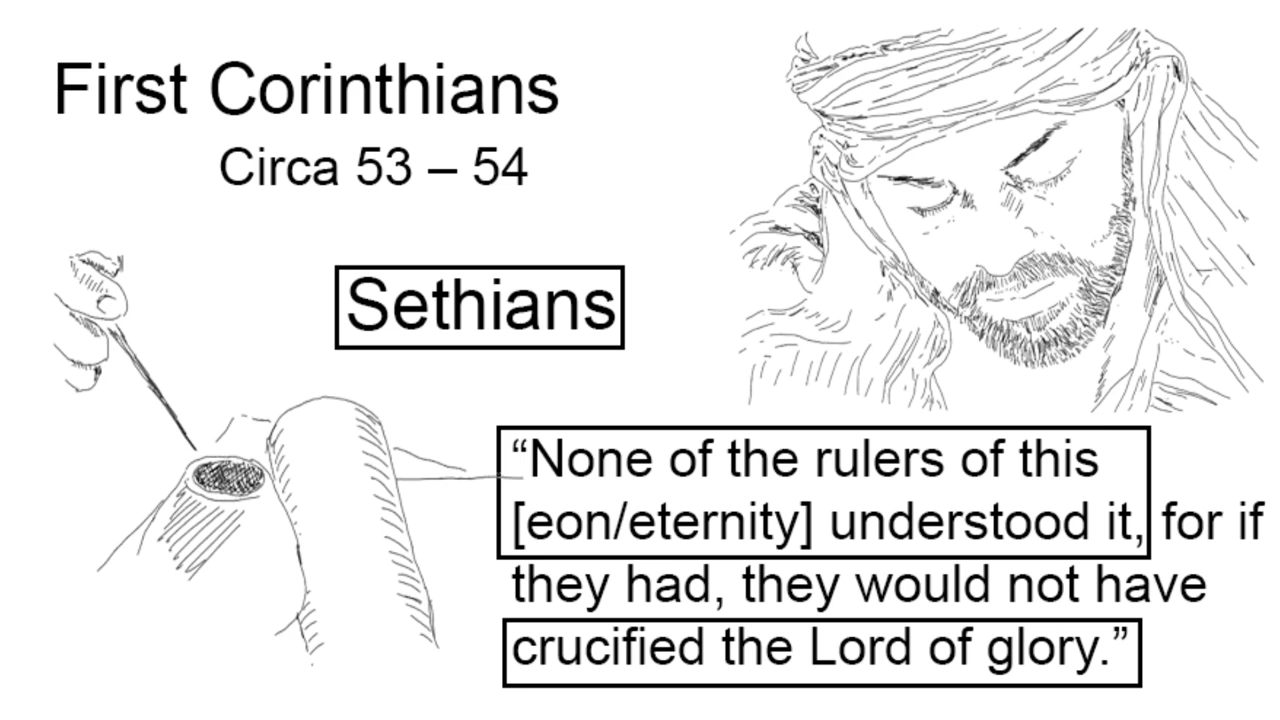 First Corinthians
Circa 53 – 54
Sethians
“None of the rulers of this
[eon/eternity] understood it, for if
they had, they would not have
crucified the Lord of glory.”